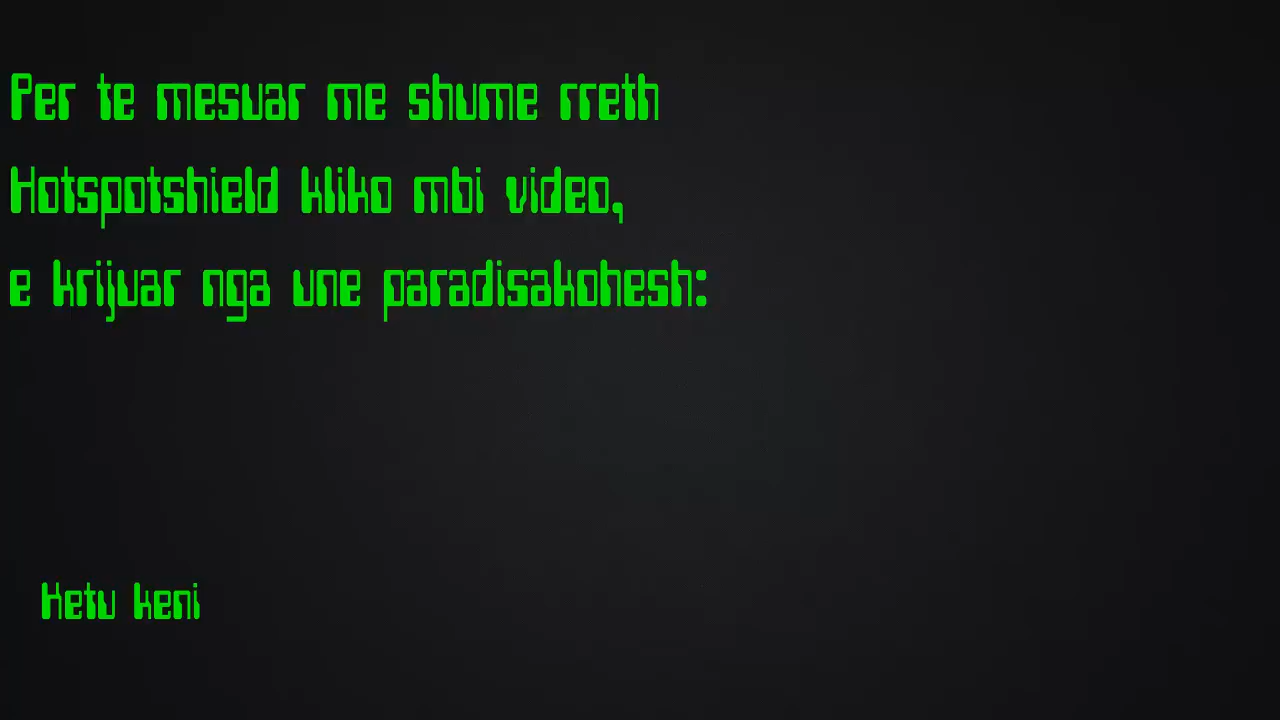 Per te mesuar me shume rreth
Hotspotshield kliko mbi video,
e krijuar nga une paradisakohesh:
Ketu keni